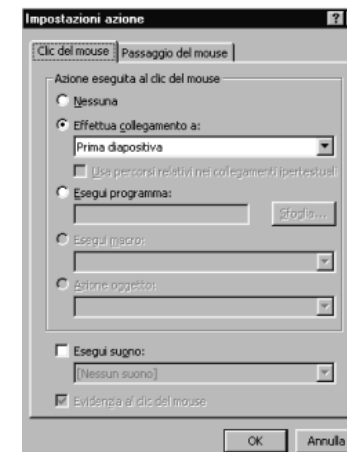 Impostazioni azione
Clic del mouse Passaggio del mouse
Azione eseguita al clic del mouse
Nessuna
Effettua collegamento a:
Prima diapositiva
Usa percorsi relativi nei collegamenti ipertestuali
Esegui programma:
Sfoglia...
Esegui macro:
Azione oggetto:
Esegui suono:
[Nessun suono]
Evidenzia al clic del mouse
OK Annulla